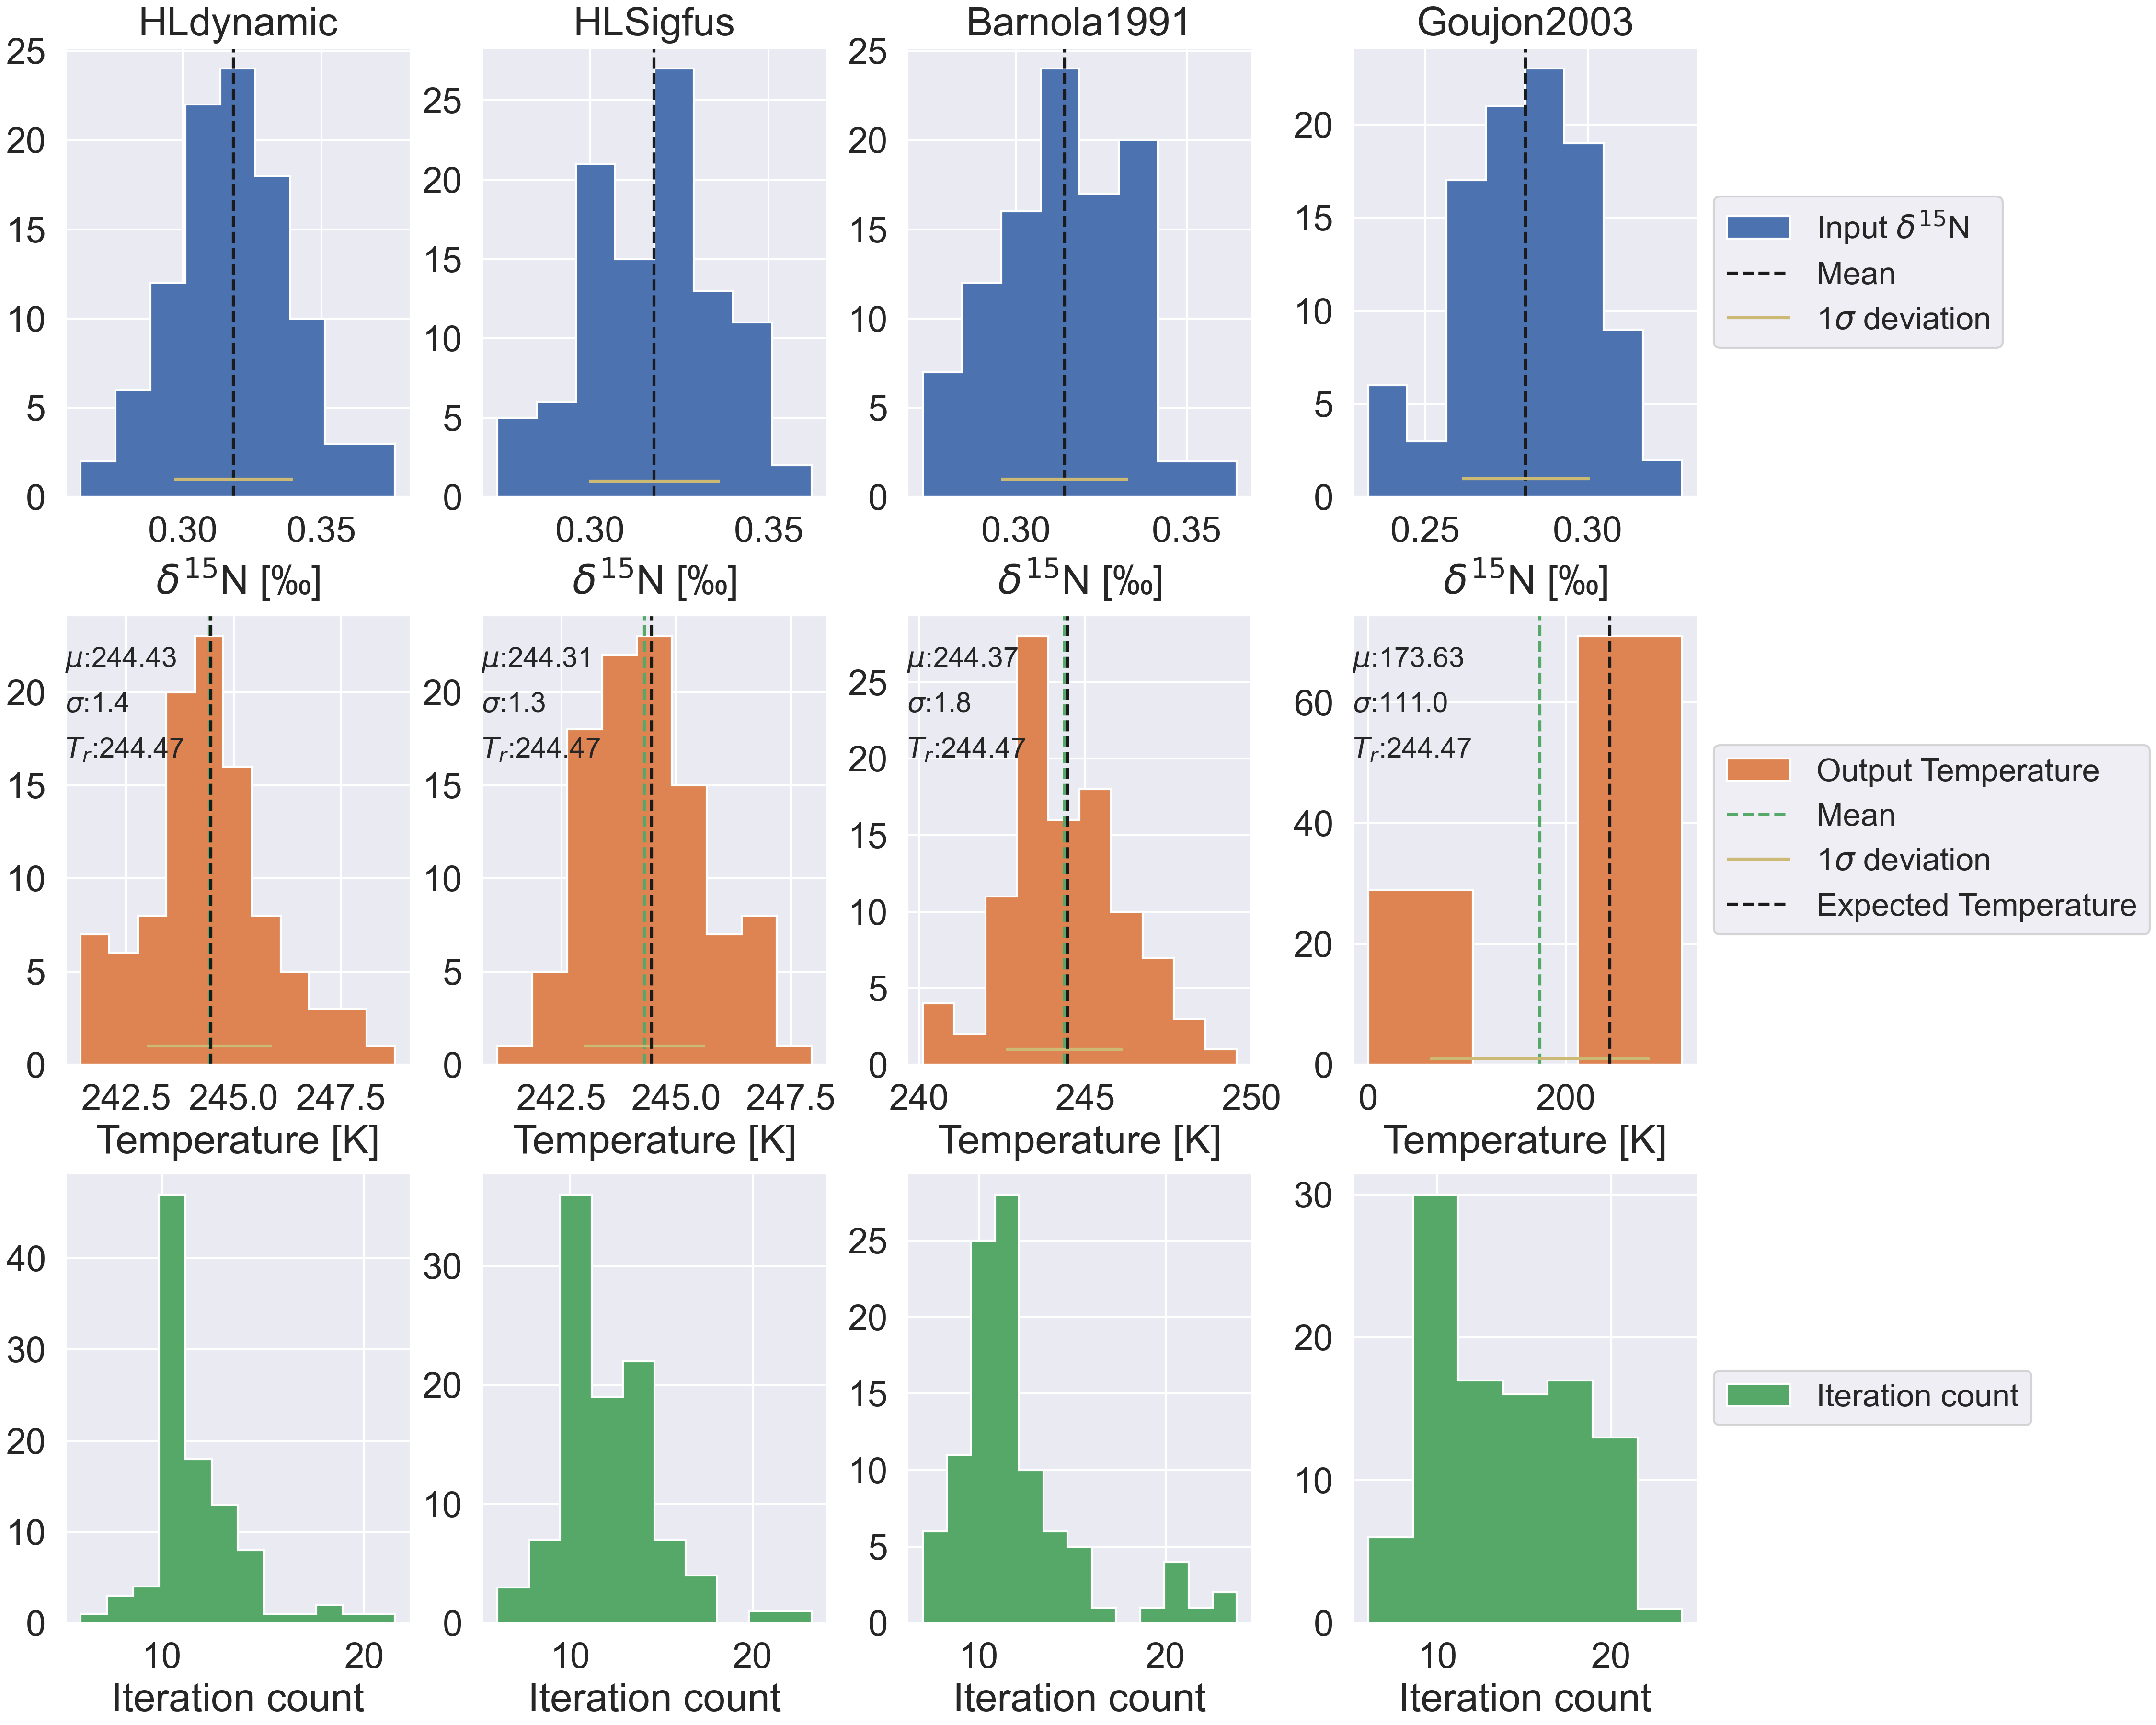 HLdynamic HLSigfus Barnola1991 Goujon2003
25 20 15 10 5 0
0.30 0.35
δ¹⁵N [‰]
25 20 15 10 5 0
0.30 0.35
δ¹⁵N [‰]
25 20 15 10 5 0
0.30 0.35
δ¹⁵N [‰]
20 15 10 5 0
0.25 0.30
δ¹⁵N [‰]
Input δ¹⁵N
Mean
1σ deviation
μ:244.43
σ:1.4
Tᵣ:244.47
20 15 10 5 0
242.5 245.0 247.5
Temperature [K]
μ:244.31
σ:1.3
Tᵣ:244.47
20 15 10 5 0
242.5 245.0 247.5
Temperature [K]
μ:244.37
σ:1.8
Tᵣ:244.47
25 20 15 10 5 0
240 245 250
Temperature [K]
μ:173.63
σ:111.0
Tᵣ:244.47
60 40 20 0
0 200
Temperature [K]
Output Temperature
Mean
1σ deviation
Expected Temperature
40 30 20 10 0
10 20
Iteration count
30 20 10 0
10 20
Iteration count
25 20 15 10 5 0
10 20
Iteration count
30 20 10 0
10 20
Iteration count
Iteration count